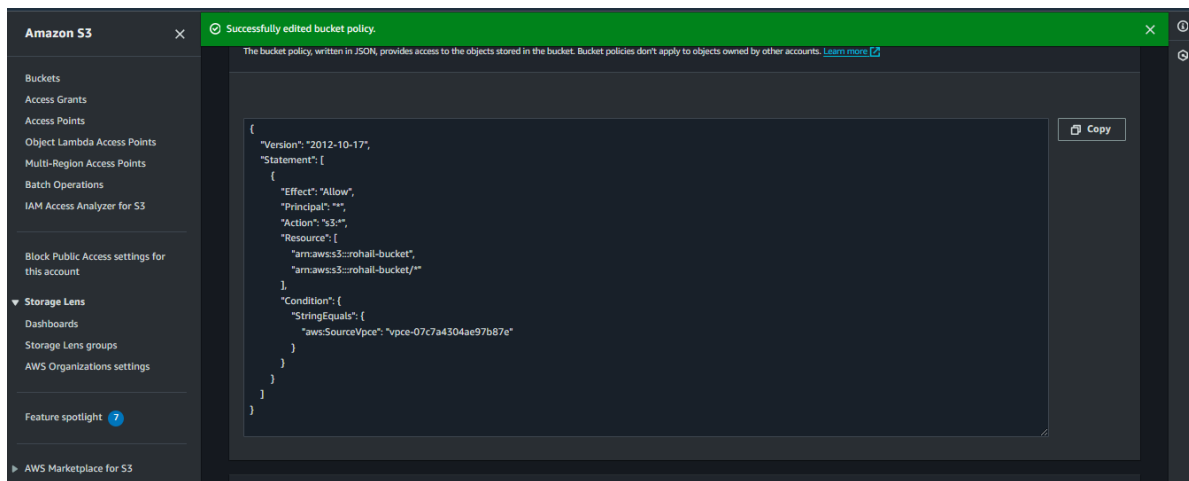 Amazon S3
Successfully edited bucket policy.
The bucket policy, written in JSON, provides access to the objects stored in the bucket. Bucket policies don't apply to objects owned by other accounts. Learn more
Buckets
Access Grants
Access Points
Object Lambda Access Points
Multi-Region Access Points
Batch Operations
IAM Access Analyzer for S3
Block Public Access settings for
this account
Storage Lens
Dashboards
Storage Lens groups
AWS Organizations settings
Feature spotlight 7
AWS Marketplace for S3
Copy
{
"Version": "2012-10-17",
"Statement": [
{
"Effect": "Allow",
"Principal": "*",
"Action": "s3:*",
"Resource": [
"arn:aws:s3:::rohail-bucket",
"arn:aws:s3:::rohail-bucket/*"
],
"Condition": {
"StringEquals": {
"aws:SourceVpce": "vpce-07c7a4304ae97b87e"
}
}
}
]
}